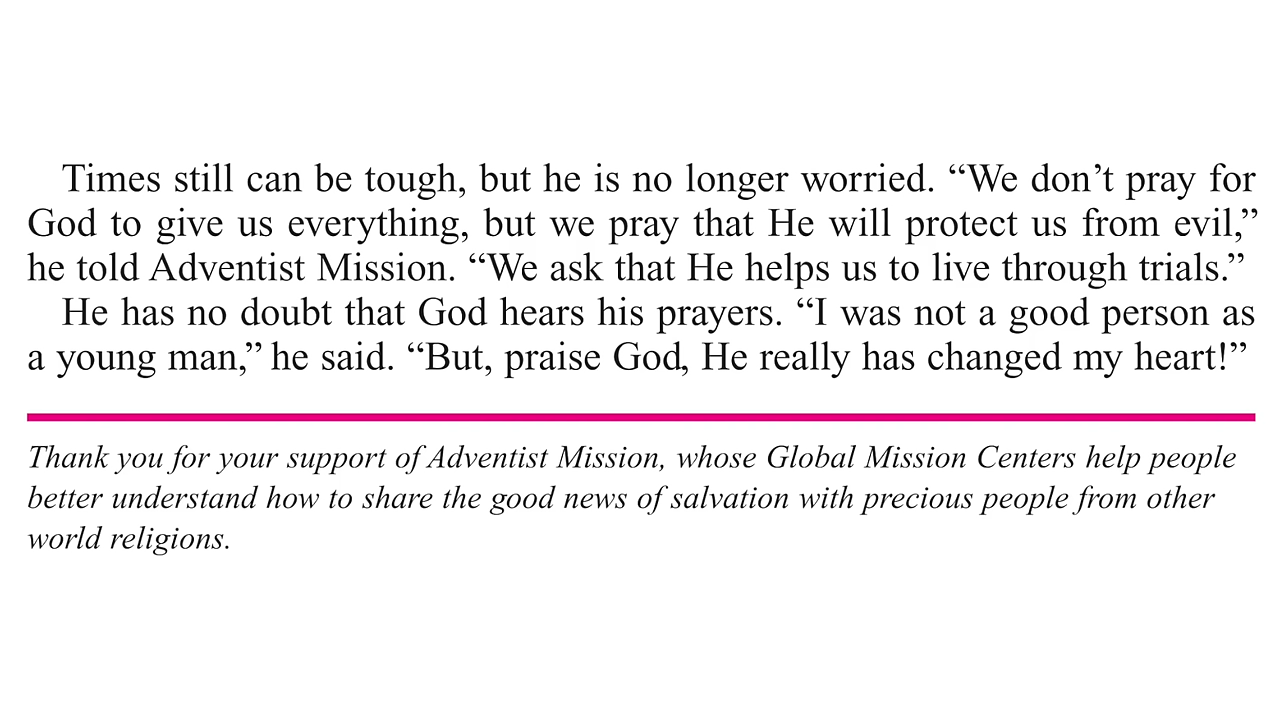 Times still can be tough, but he is no longer worried. “We don’t pray for
God to give us everything, but we pray that He will protect us from evil,”
he told Adventist Mission. “We ask that He helps us to live through trials.”
He has no doubt that God hears his prayers. “I was not a good person as
a young man,” he said. “But, praise God, He really has changed my heart!”
Thank you for your support of Adventist Mission, whose Global Mission Centers help people
better understand how to share the good news of salvation with precious people from other
world religions.